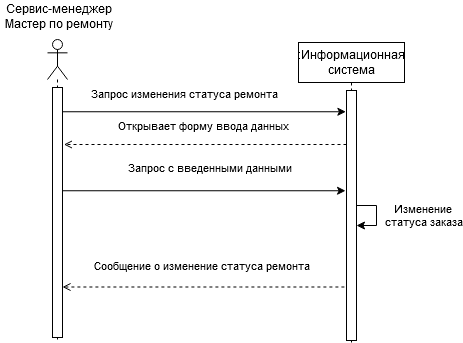 Сервис-менеджер
Мастер по ремонту
:Информационная
система
Запрос изменения статуса ремонта
Открывает форму ввода данных
Запрос с введенными данными
Изменение
статуса заказа
Сообщение о изменение статуса ремонта